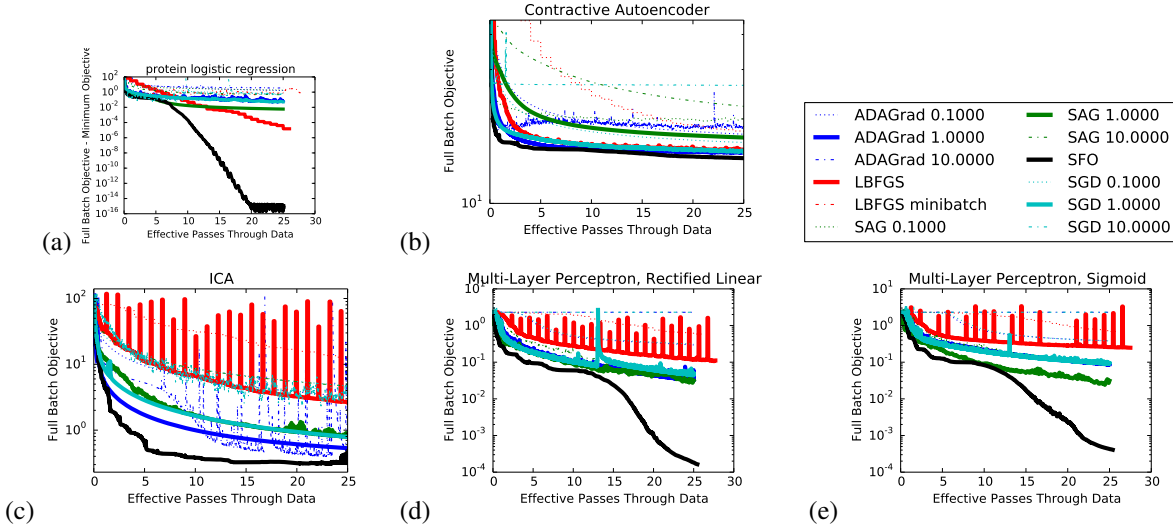 protein logistic regression
Full Batch Objective - Minimum Objective
10^2
10^0
10^-2
10^-4
10^-6
10^-8
10^-10
10^-12
10^-14
10^-16
0 5 10 15 20 25 30
Effective Passes Through Data
(a)
Contractive Autoencoder
Full Batch Objective
10^1
0 5 10 15 20 25
Effective Passes Through Data
(b)
ADAGrad 0.1000
ADAGrad 1.0000
ADAGrad 10.0000
LBFGS
LBFGS minibatch
SAG 0.1000
SAG 1.0000
SAG 10.0000
SFO
SGD 0.1000
SGD 1.0000
SGD 10.0000
ICA
Full Batch Objective
10^2
10^1
10^0
0 5 10 15 20 25
Effective Passes Through Data
(c)
Multi-Layer Perceptron, Rectified Linear
Full Batch Objective
10^1
10^0
10^-1
10^-2
10^-3
10^-4
0 5 10 15 20 25 30
Effective Passes Through Data
(d)
Multi-Layer Perceptron, Sigmoid
Full Batch Objective
10^1
10^0
10^-1
10^-2
10^-3
10^-4
0 5 10 15 20 25 30
Effective Passes Through Data
(e)